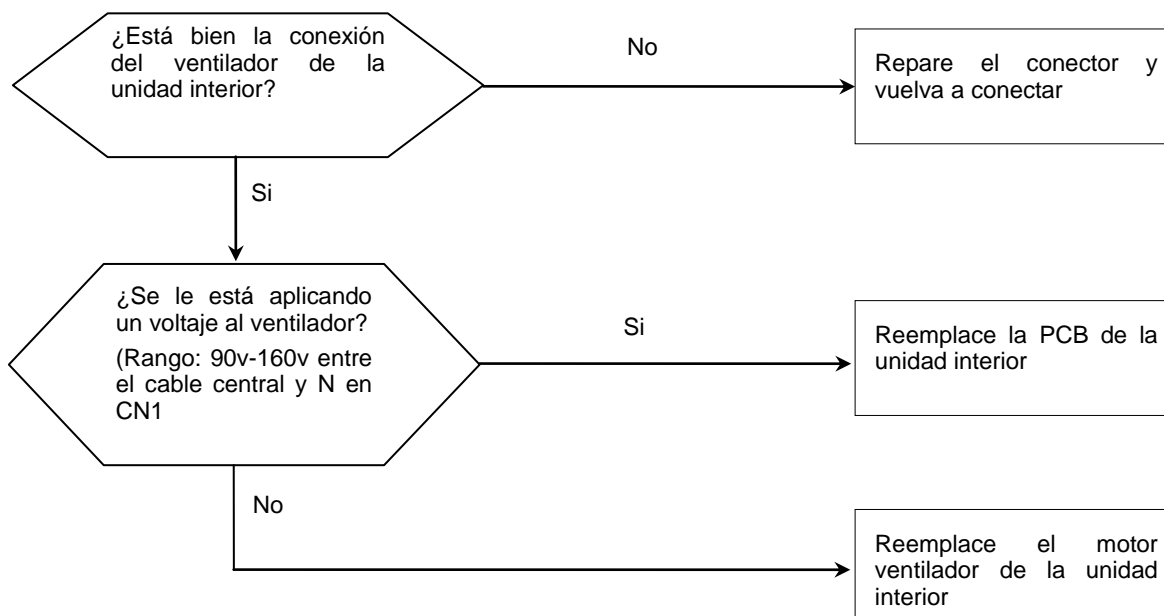 ¿Está bien la conexión
del ventilador de la
unidad interior?
No
Repare el conector y
vuelva a conectar
Si
¿Se le está aplicando
un voltaje al ventilador?
(Rango: 90v-160v entre
el cable central y N en
CN1
Si
Reemplace la PCB de la
unidad interior
No
Reemplace el motor
ventilador de la unidad
interior